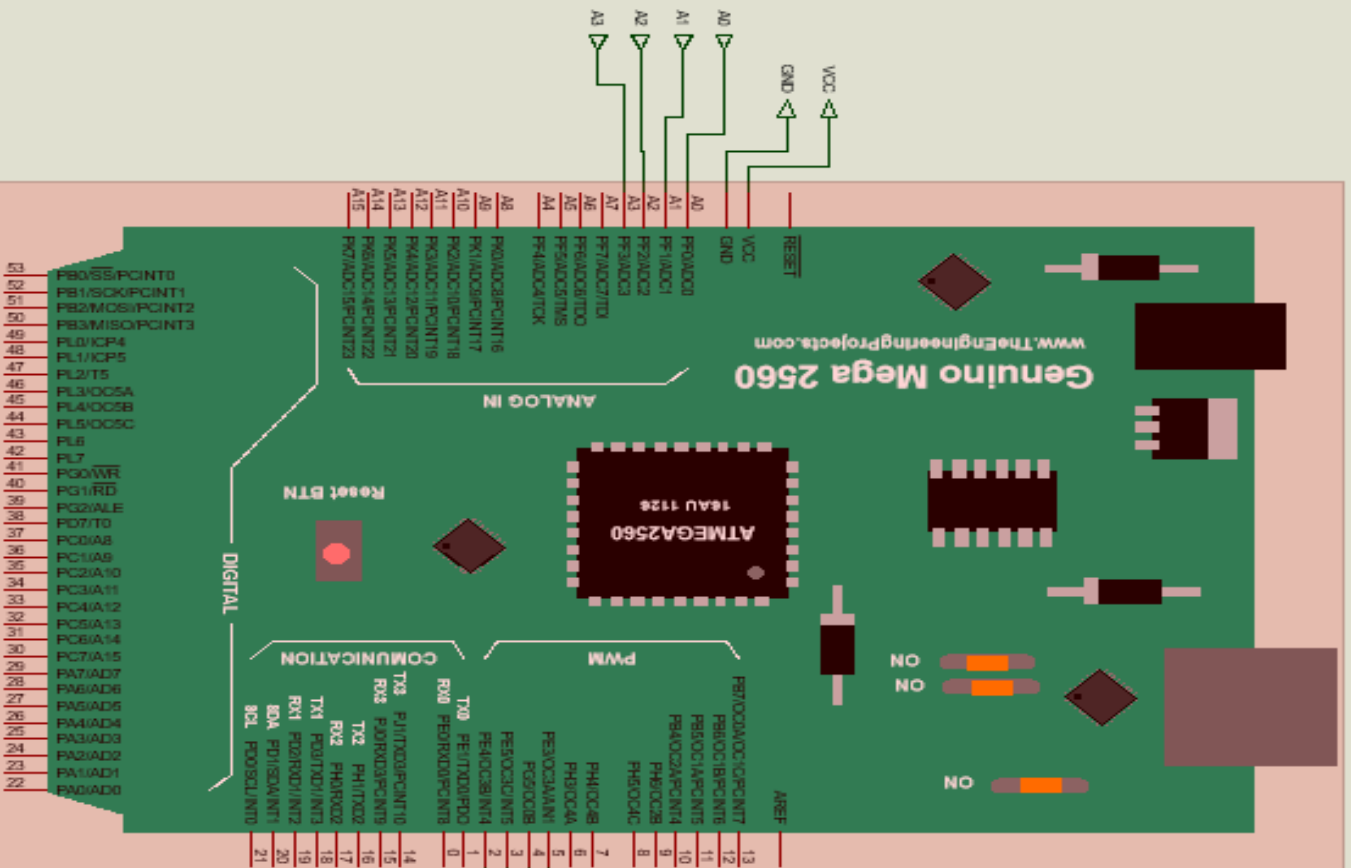 A3
A2
A1
A0
GND
VCC
A15
A14
A13
A12
A11
A10
A9
A8
A4
A5
A6
A7
A3
A2
A1
A0
PK7/ADC15/PCINT23
PK6/ADC14/PCINT22
PK5/ADC13/PCINT21
PK4/ADC12/PCINT20
PK3/ADC11/PCINT19
PK2/ADC10/PCINT18
PK1/ADC9/PCINT17
PK0/ADC8/PCINT16
PF4/ADC4/TCK
PF5/ADC5/TMS
PF6/ADC6/TDO
PF7/ADC7/TDI
PF3/ADC3
PF2/ADC2
PF1/ADC1
PF0/ADC0
GND
VCC
RESET
53 PB0/SS/PCINT0
52 PB1/SCK/PCINT1
51 PB2/MOSI/PCINT2
50 PB3/MISO/PCINT3
49 PL0/ICP4
48 PL1/ICP5
47 PL2/T5
46 PL3/OC5A
45 PL4/OC5B
44 PL5/OC5C
43 PL6
42 PL7
41 PG0/WR
40 PG1/RD
39 PG2/ALE
38 PD7/T0
37 PC0/A8
36 PC1/A9
35 PC2/A10
34 PC3/A11
33 PC4/A12
32 PC5/A13
31 PC6/A14
30 PC7/A15
29 PA7/AD7
28 PA6/AD6
27 PA5/AD5
26 PA4/AD4
25 PA3/AD3
24 PA2/AD2
23 PA1/AD1
22 PA0/AD0
www.TheEngineeringProjects.com
Genuino Mega 2560
ANALOG IN
Reset BTN
16AU 1126
ATMEGA2560
DIGITAL
COMUNICATION
PWM
ON
ON
ON
SCL PD0/SCL/INT0
SDA PD1/SDA/INT1
RX1 PD2/RXD1/INT2
TX1 PD3/TXD1/INT3
RX2 PH0/RXD2
TX2 PH1/TXD2
RX3 PJ0/RXD3/PCINT9
TX3 PJ1/TXD3/PCINT10
RX0 PE0/RXD0/PCINT8
TX0 PE1/TXD0/PDO
PE4/OC3B/INT4
PE5/OC3C/INT5
PG5/OC0B
PE3/OC3A/AIN1
PH3/OC4A
PH4/OC4B
PH5/OC4C
PH6/OC2B
PB4/OC2A/PCINT4
PB5/OC1A/PCINT5
PB6/OC1B/PCINT6
PB7/OC0A/OC1C/PCINT7
AREF
21
20
19
18
17
16
15
14
0
1
2
3
4
5
6
7
8
9
10
11
12
13